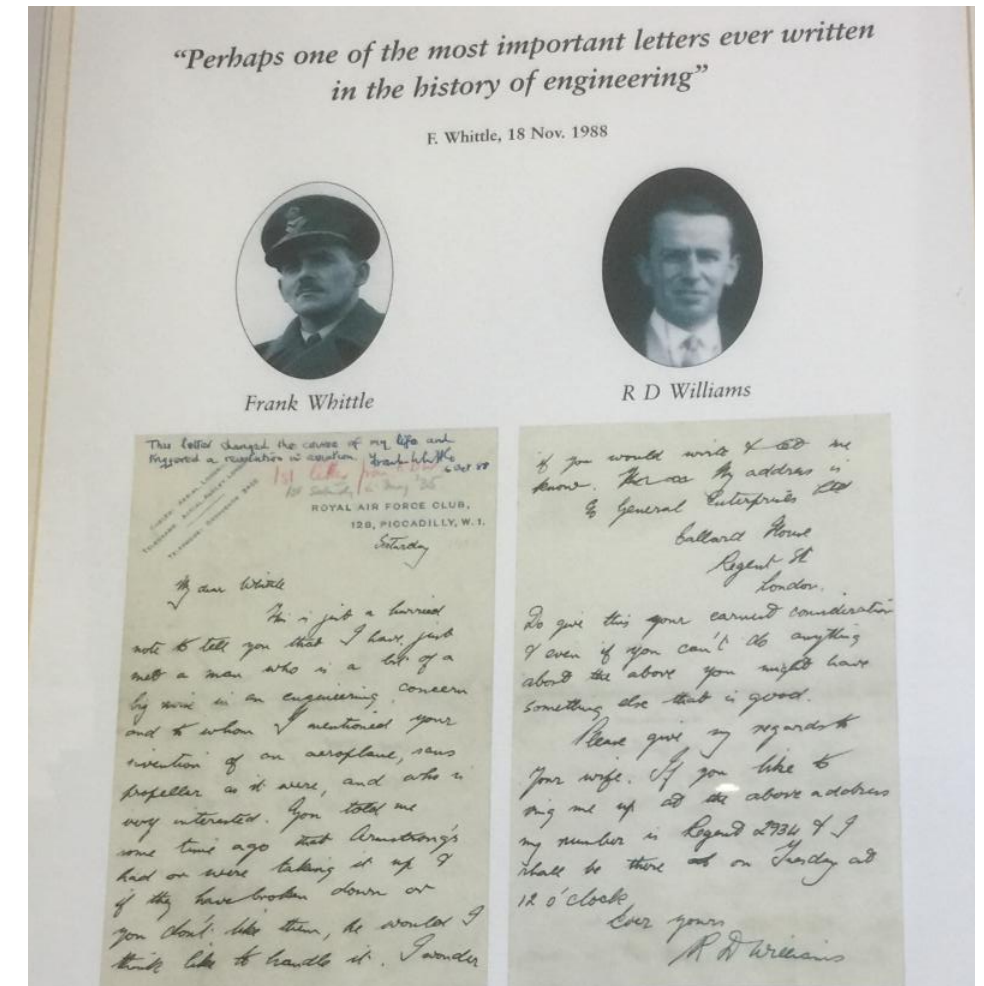 “Perhaps one of the most important letters ever written
in the history of engineering”
F. Whittle, 18 Nov. 1988
Frank Whittle
R D Williams
This letter changed the course of my life and
triggered a revolution in aviation. Frank Whittle
6 Oct 88
1st letter from RDW
1st Saturday in May '35
ROYAL AIR FORCE CLUB,
128, PICCADILLY, W.1.
Saturday
My dear Whittle
This is just a hurried
note to tell you that I have just
met a man who is a bit of a
big noise in an engineering concern
and to whom I mentioned your
invention of an aeroplane, sans
propeller as it were, and who is
very interested. You told me
some time ago that Armstrong's
had or were taking it up &
if they have broken down or
you don't like them, he would I
think like to handle it. I wonder
if you would write & let me
know. My address is
General Enterprises Ltd
Callard House
Regent St
London.
Do give this your earnest consideration
& even if you can't do anything
about the above you might have
something else that is good.
Please give my regards to
your wife. If you like to
ring me up at the above address
my number is Regent 2934 & I
shall be there on Tuesday at
12 o'clock
Ever yours
R D Williams